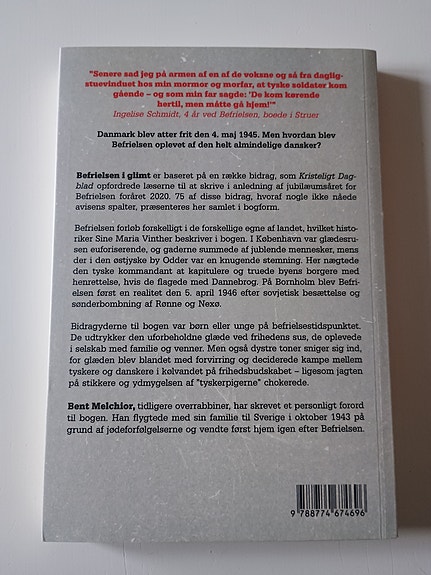 "Senere sad jeg på armen af en af de voksne og så fra daglig-
stuevinduet hos min mormor og morfar, at tyske soldater kom
gående – og som min far sagde: 'De kom kørende
hertil, men måtte gå hjem!'"
Ingelise Schmidt, 4 år ved Befrielsen, boede i Struer
Danmark blev atter frit den 4. maj 1945. Men hvordan blev
Befrielsen oplevet af den helt almindelige dansker?
Befrielsen i glimt er baseret på en række bidrag, som Kristeligt Dag-
blad opfordrede læserne til at skrive i anledning af jubilæumsåret for
Befrielsen foråret 2020. 75 af disse bidrag, hvoraf nogle ikke nåede
avisens spalter, præsenteres her samlet i bogform.
Befrielsen forløb forskelligt i de forskellige egne af landet, hvilket histo-
riker Sine Maria Vinther beskriver i bogen. I København var glædesru-
sen euforiserende, og gaderne summede af jublende mennesker, mens
der i den østjyske by Odder var en knugende stemning. Her nægtede
den tyske kommandant at kapitulere og truede byens borgere med
henrettelse, hvis de flagede med Dannebrog. På Bornholm blev Befri-
elsen først en realitet den 5. april 1946 efter sovjetisk besættelse og
sønderbombning af Rønne og Nexø.
Bidragyderne til bogen var børn eller unge på befrielsestidspunktet.
De udtrykker den uforbeholdne glæde ved frihedens sus, de oplevede
i selskab med familie og venner. Men også dystre toner sniger sig ind,
for glæden blev blandet med forvirring og deciderede kampe mellem
tyskere og danskere i kølvandet på frihedsbudskabet – ligesom jagten
på stikkere og ydmygelsen af "tyskerpigerne" chokerede.
Bent Melchior, tidligere overrabbiner, har skrevet et personligt forord
til bogen. Han flygtede med sin familie til Sverige i oktober 1943 på
grund af jødeforfølgelserne og vendte først hjem igen efter Befrielsen.
9 788774 674696